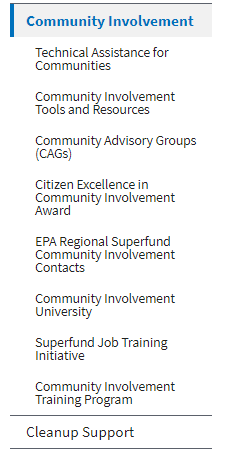 Community Involvement
Technical Assistance for
Communities
Community Involvement
Tools and Resources
Community Advisory Groups
(CAGs)
Citizen Excellence in
Community Involvement
Award
EPA Regional Superfund
Community Involvement
Contacts
Community Involvement
University
Superfund Job Training
Initiative
Community Involvement
Training Program
Cleanup Support